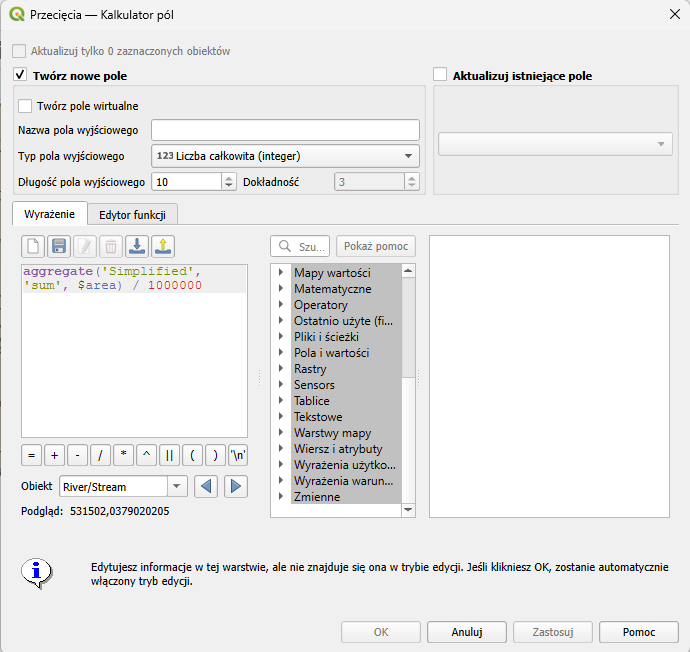 Przecięcia — Kalkulator pól
Aktualizuj tylko 0 zaznaczonych obiektów
Twórz nowe pole
Aktualizuj istniejące pole
Twórz pole wirtualne
Nazwa pola wyjściowego
Typ pola wyjściowego 123 Liczba całkowita (integer)
Długość pola wyjściowego 10 Dokładność 3
Wyrażenie Edytor funkcji
Szu... Pokaż pomoc
aggregate('Simplified',
'sum', $area) / 1000000
Mapy wartości
Matematyczne
Operatory
Ostatnio użyte (fi...
Pliki i ścieżki
Pola i wartości
Rastry
Sensors
Tablice
Tekstowe
Warstwy mapy
Wiersz i atrybuty
Wyrażenia użytko...
Wyrażenia warun...
Zmienne
= + - / * ^ || ( ) '\n'
Obiekt River/Stream
Podgląd: 531502,0379020205
Edytujesz informacje w tej warstwie, ale nie znajduje się ona w trybie edycji. Jeśli klikniesz OK, zostanie automatycznie
włączony tryb edycji.
OK Anuluj Zastosuj Pomoc